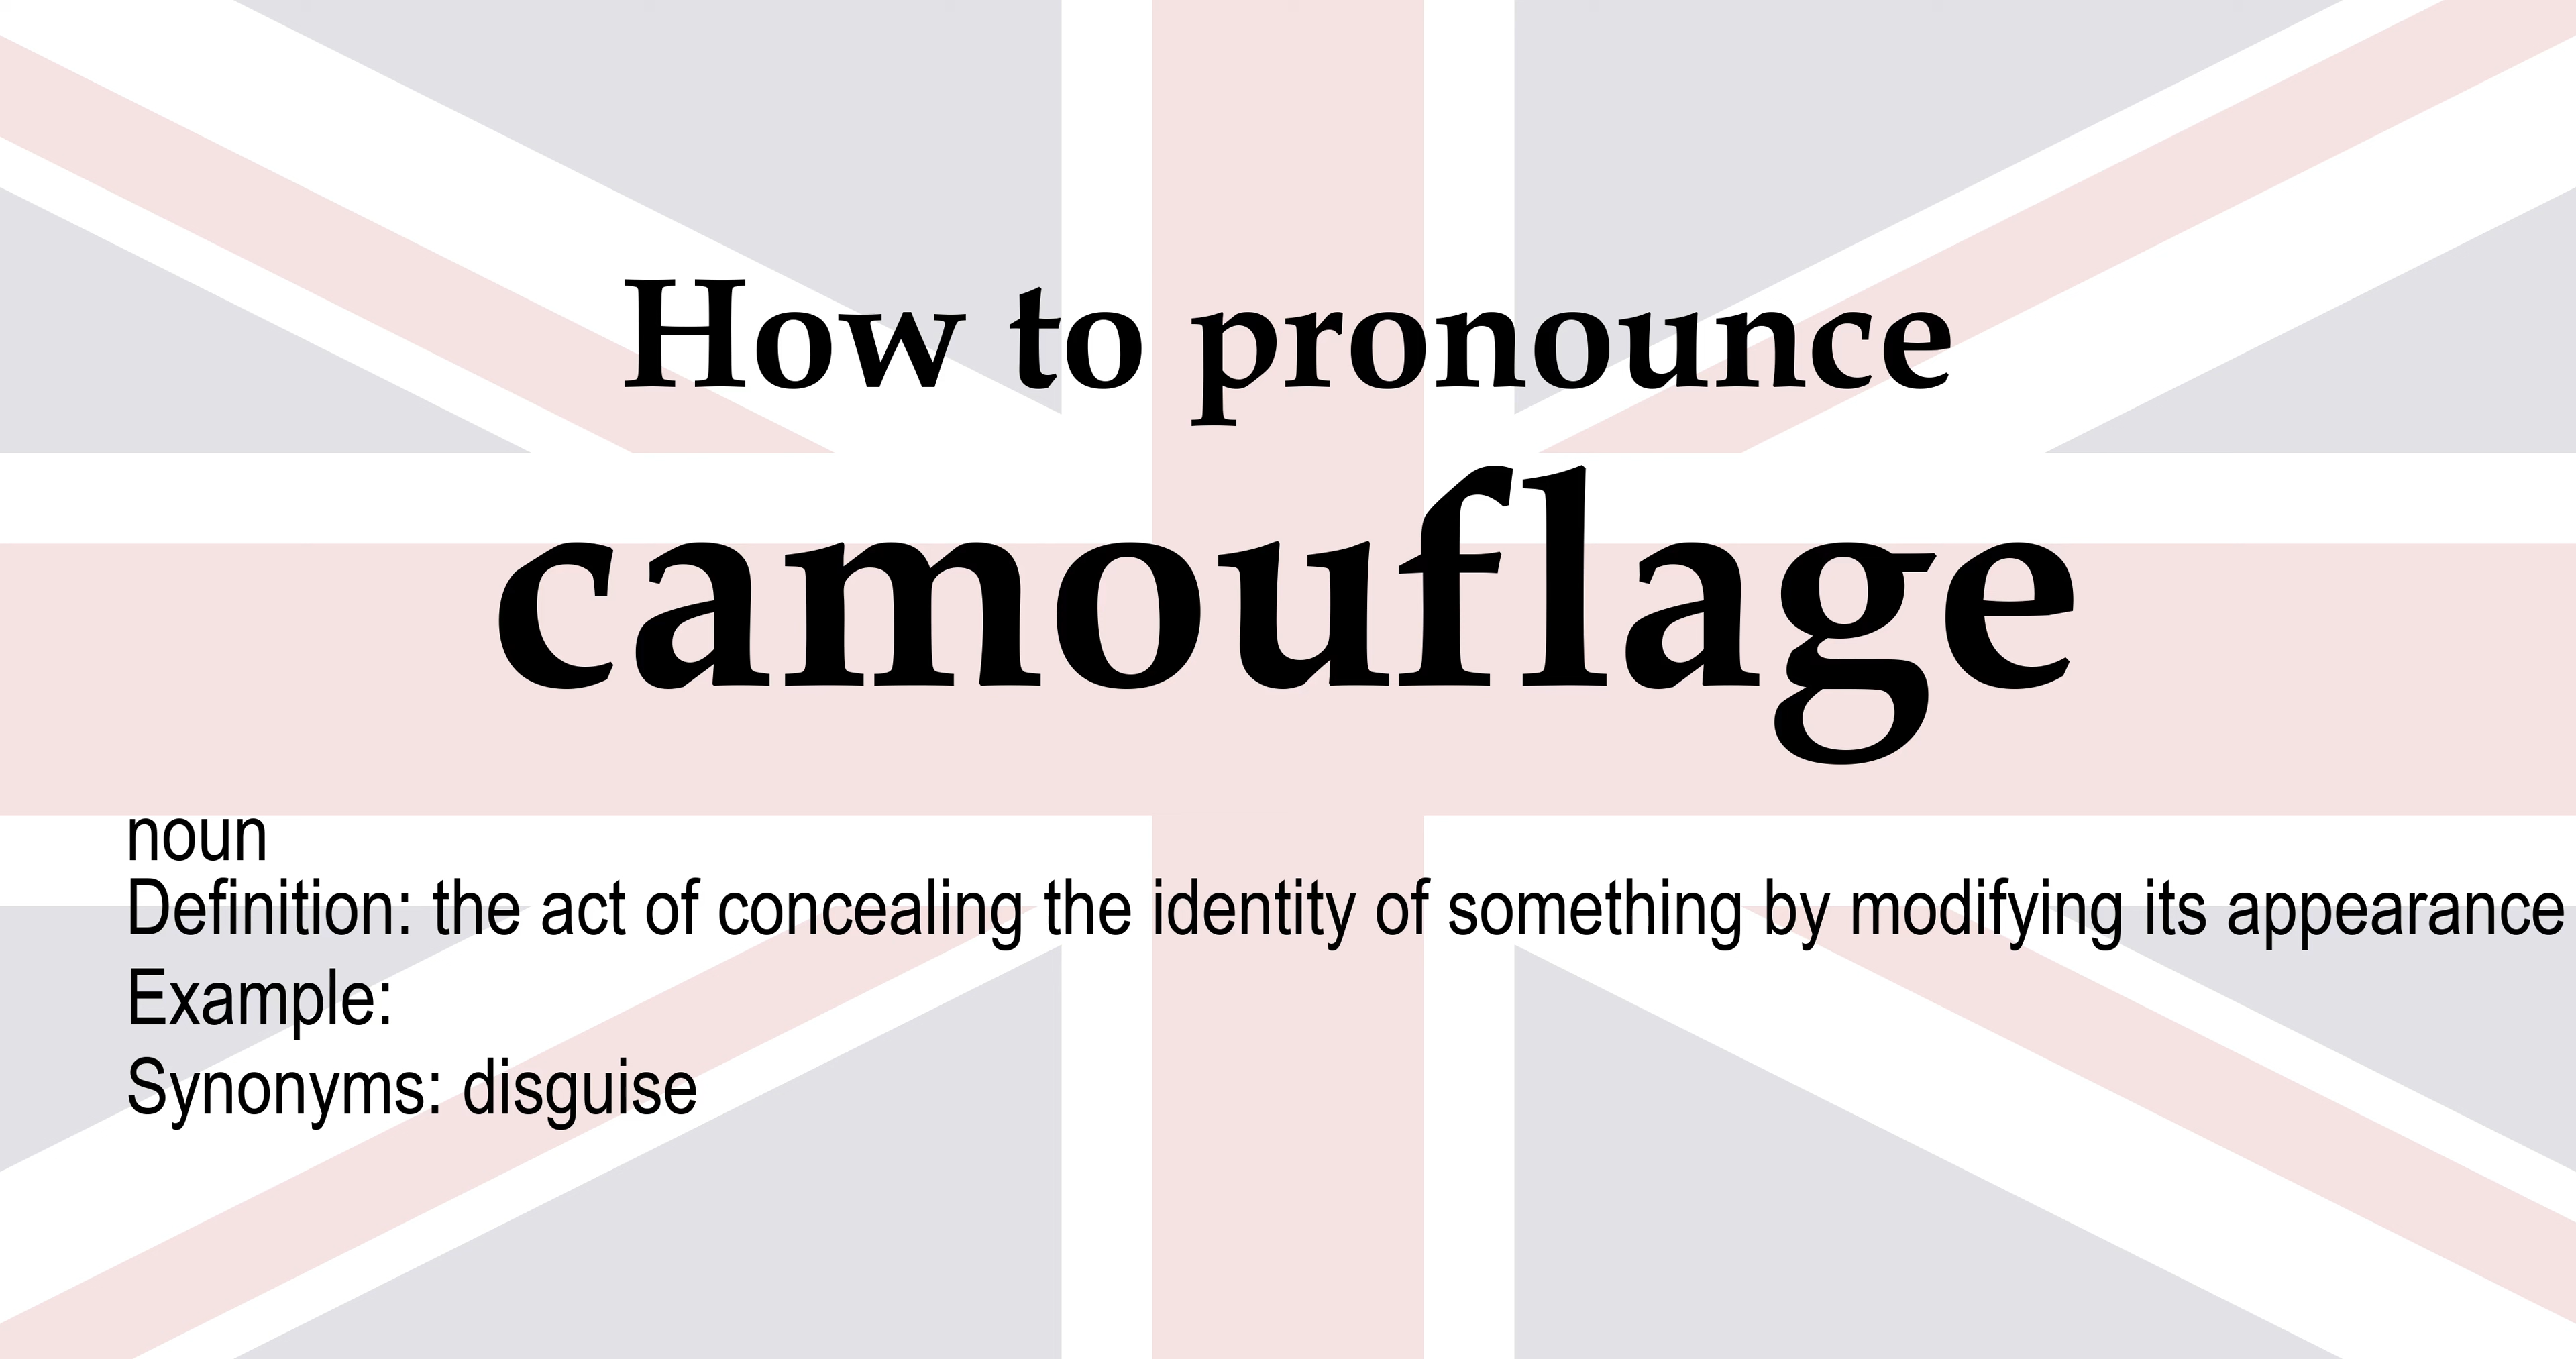 How to pronounce
camouflage
noun
Definition: the act of concealing the identity of something by modifying its appearance
Example:
Synonyms: disguise